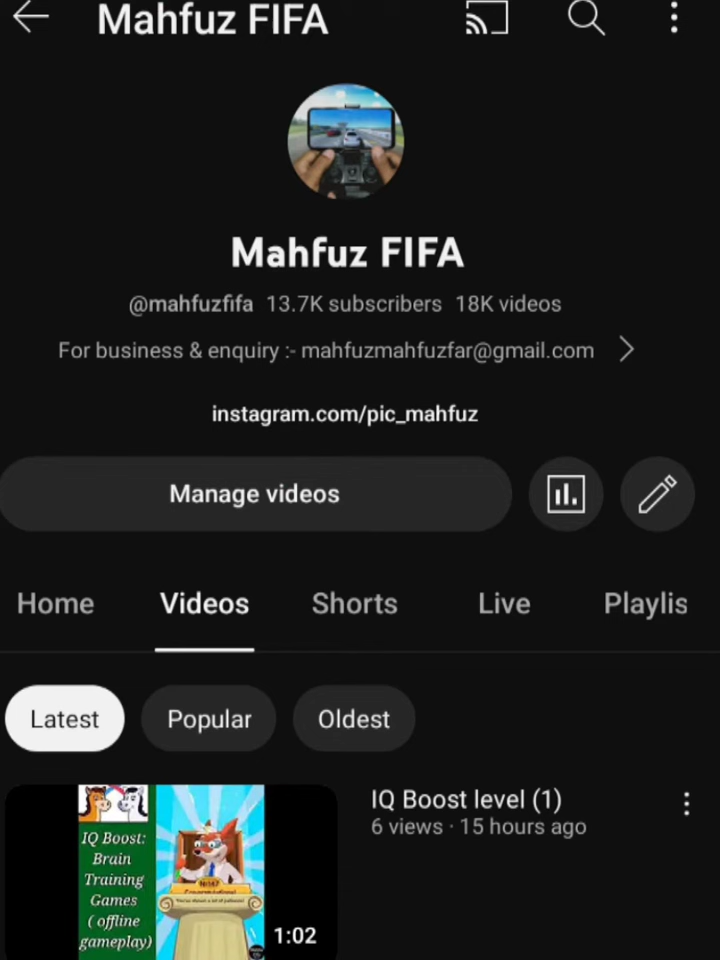 Mahfuz FIFA
Mahfuz FIFA
@mahfuzfifa 13.7K subscribers 18K videos
For business & enquiry :- mahfuzmahfuzfar@gmail.com
instagram.com/pic_mahfuz
Manage videos
Home Videos Shorts Live Playlis
Latest Popular Oldest
IQ Boost:
Brain
Training
Games
( offline
gameplay)
1:02
IQ Boost level (1)
6 views · 15 hours ago